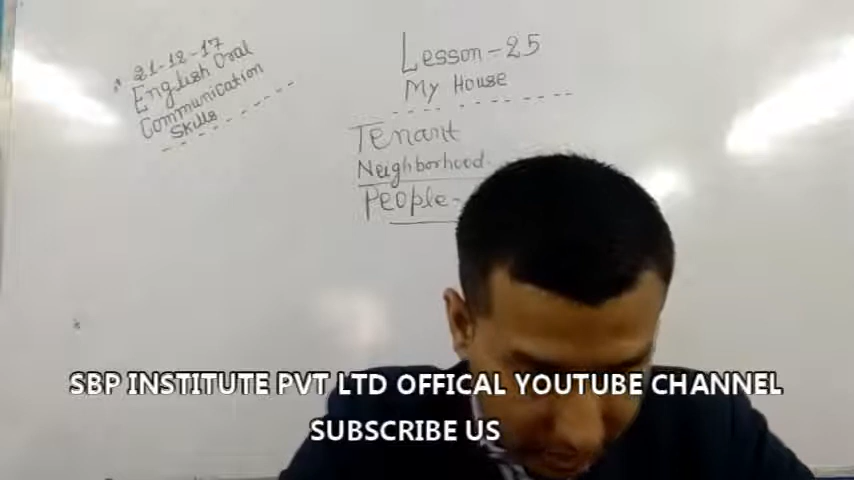 21-12-17
English Oral
Communication
Skills
Lesson-25
My House
Tenant
Neighborhood
People-
SBP INSTITUTE PVT LTD OFFICAL YOUTUBE CHANNEL
SUBSCRIBE US